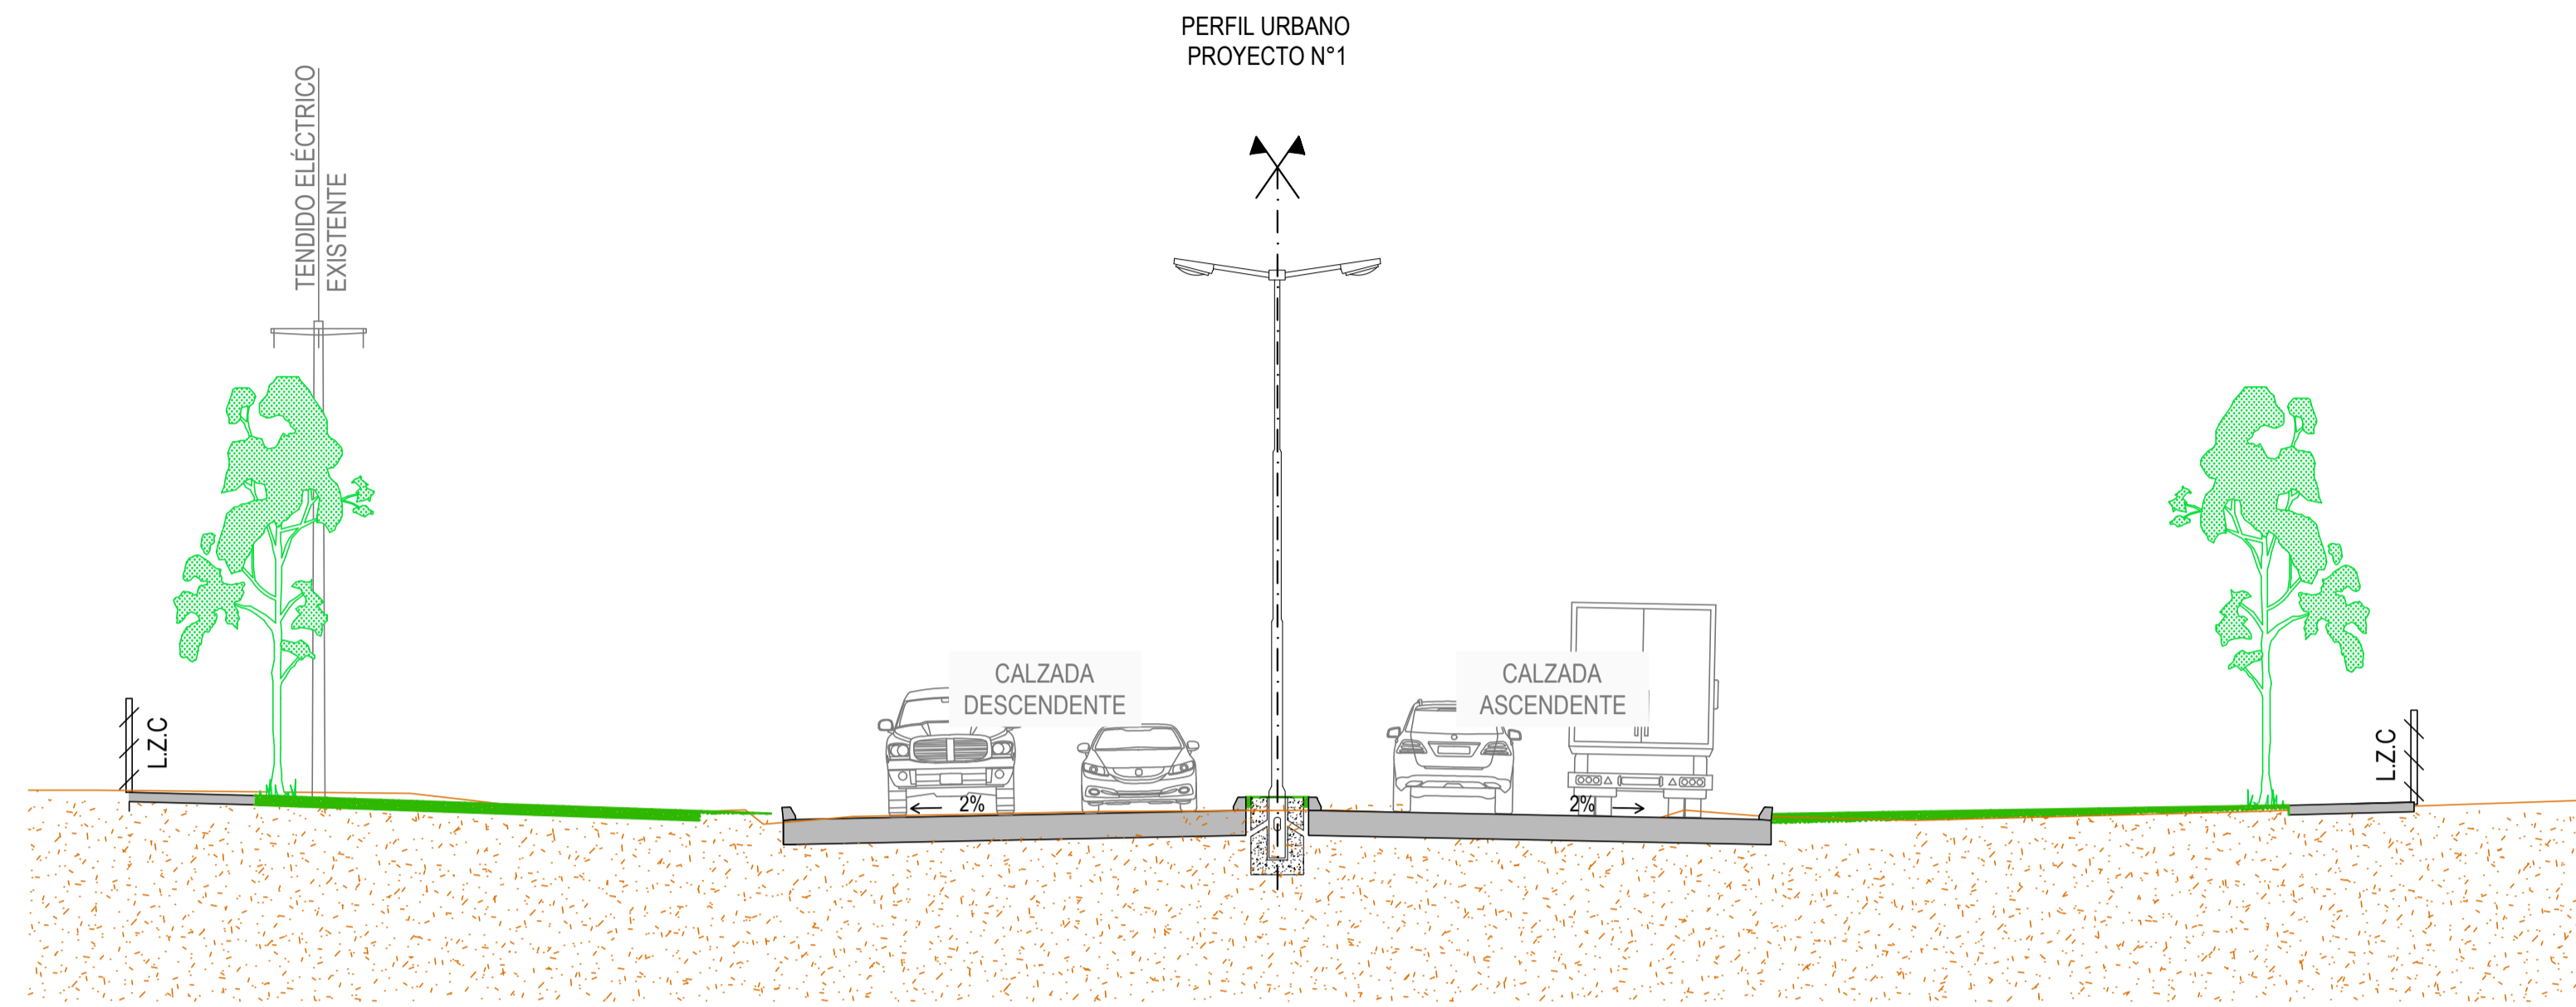 PERFIL URBANO
PROYECTO N°1
TENDIDO ELÉCTRICO
EXISTENTE
CALZADA
DESCENDENTE
CALZADA
ASCENDENTE
L.Z.C
L.Z.C
2%
2%